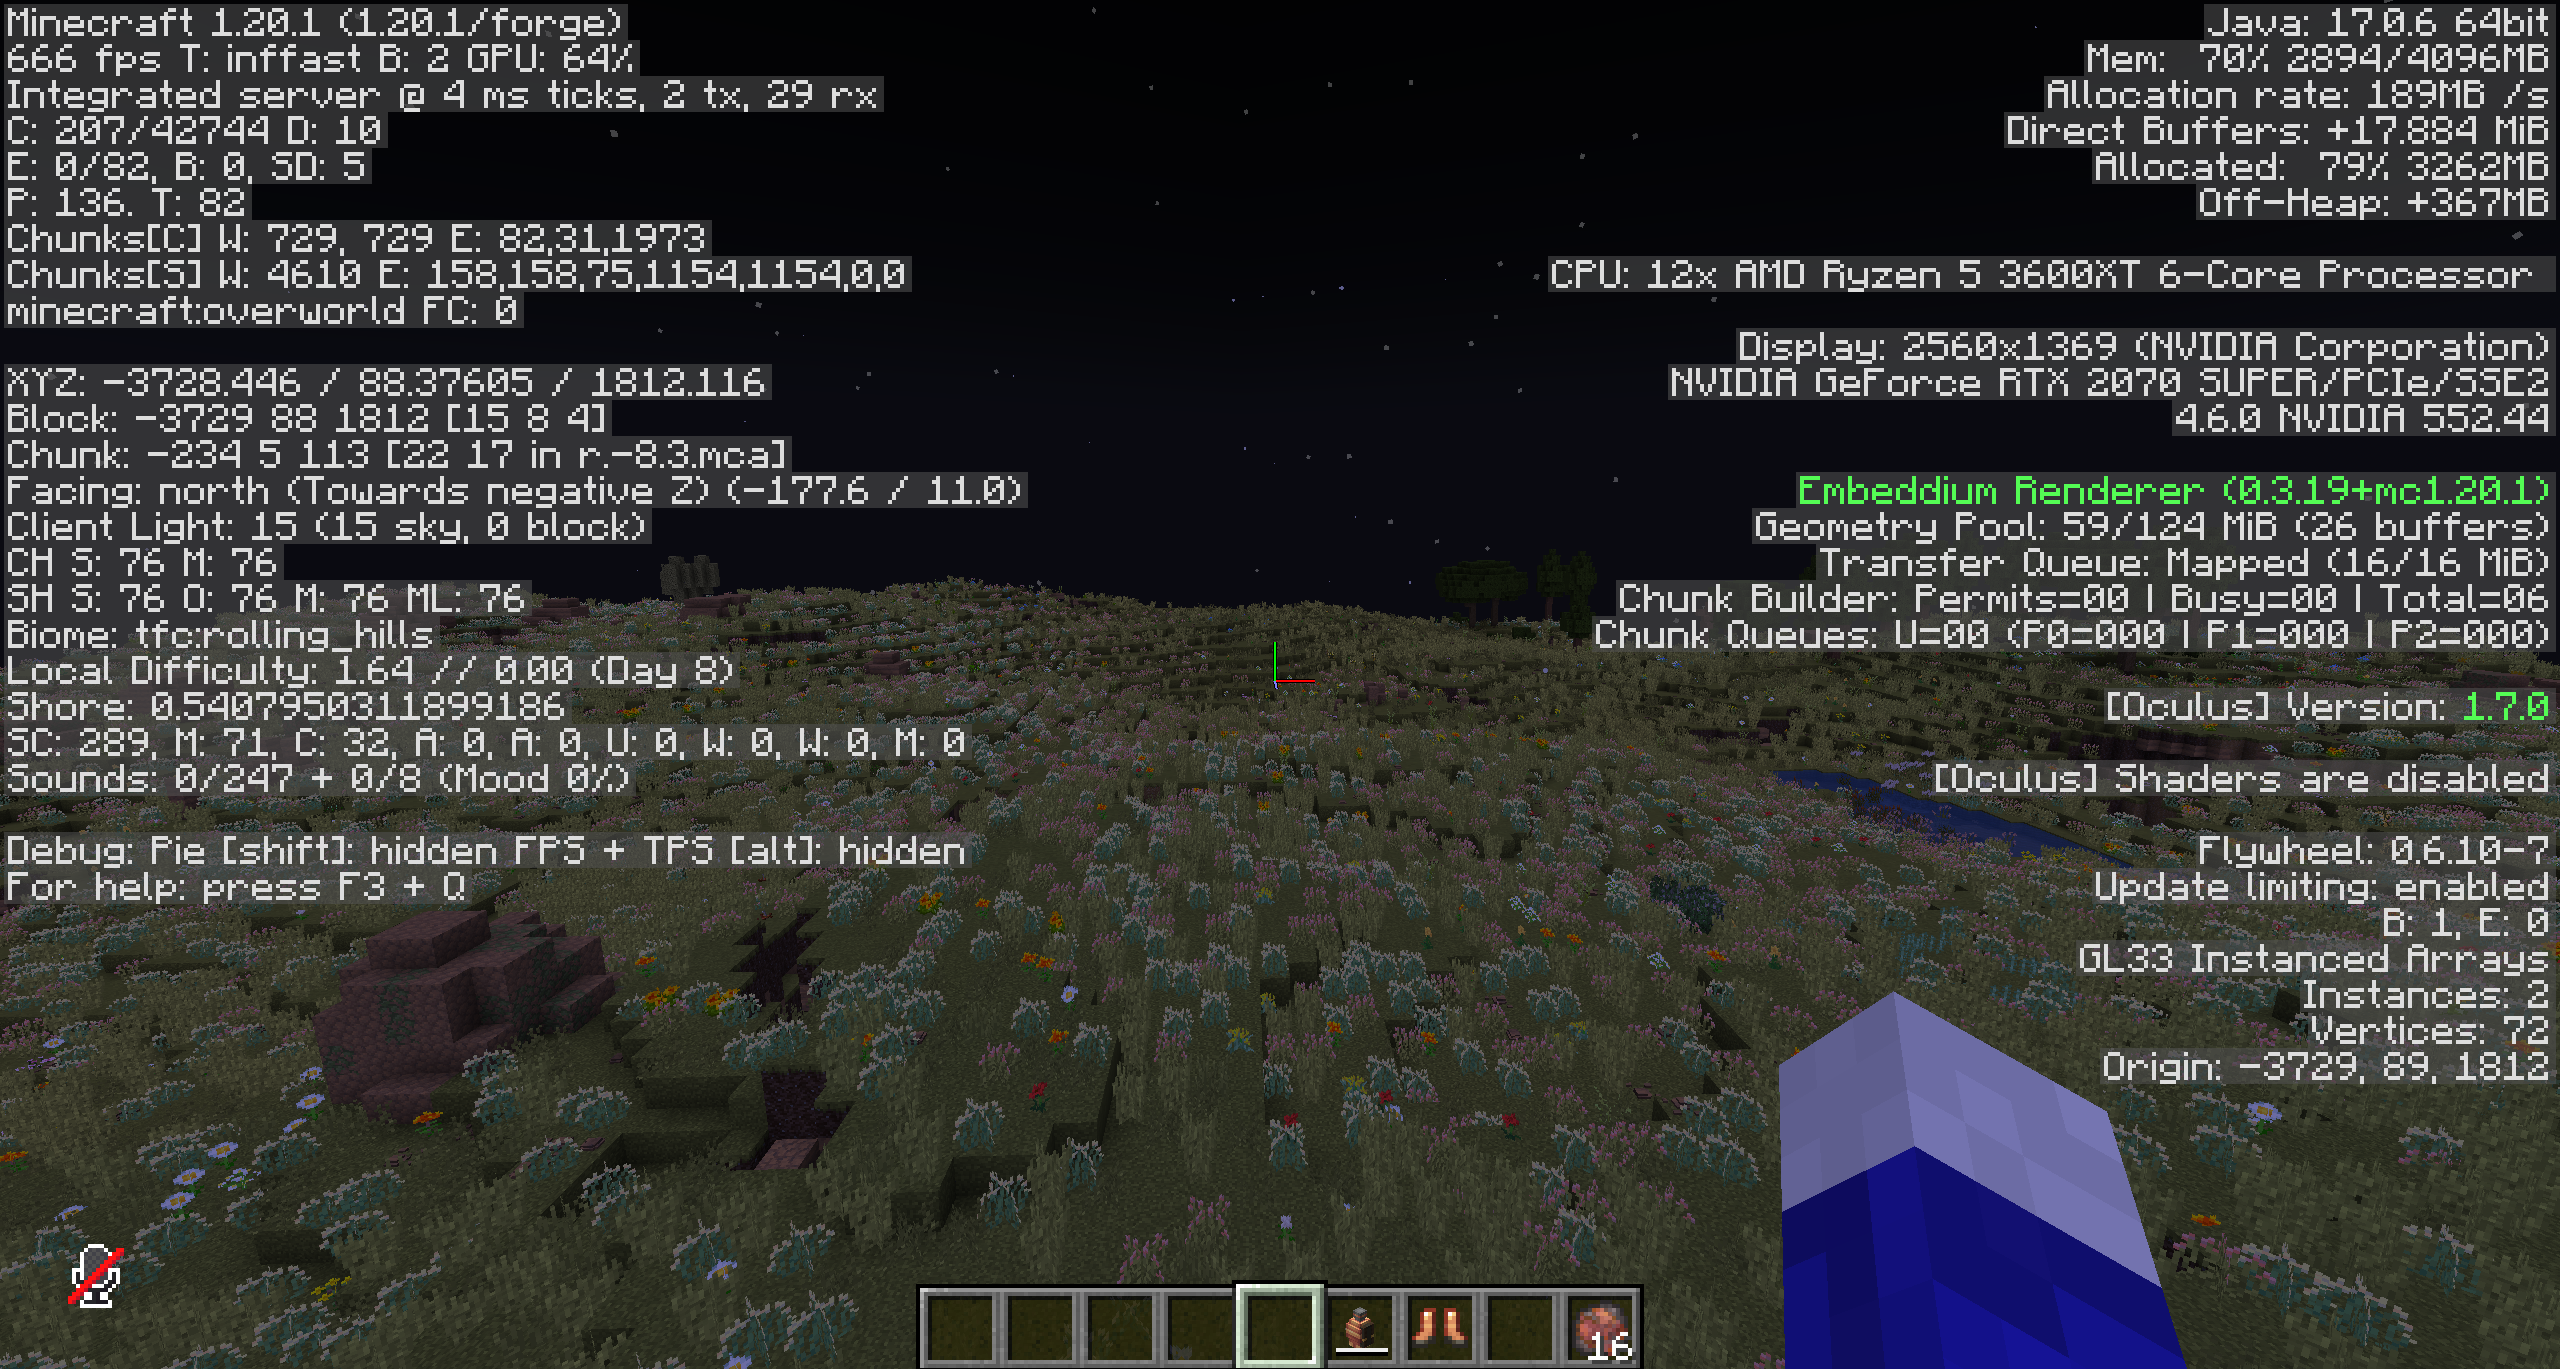 Minecraft 1.20.1 (1.20.1/forge)
666 fps T: inffast B: 2 GPU: 64%
Integrated server @ 4 ms ticks, 2 tx, 29 rx
C: 207/42744 D: 10
E: 0/82, B: 0, SD: 5
P: 136. T: 82
Chunks[C] W: 729, 729 E: 82,31,1973
Chunks[S] W: 4610 E: 158,158,75,1154,1154,0,0
minecraft:overworld FC: 0
XYZ: -3728.446 / 88.37605 / 1812.116
Block: -3729 88 1812 [15 8 4]
Chunk: -234 5 113 [22 17 in r.-8.3.mca]
Facing: north (Towards negative Z) (-177.6 / 11.0)
Client Light: 15 (15 sky, 0 block)
CH S: 76 M: 76
SH S: 76 O: 76 M: 76 ML: 76
Biome: tfc:rolling_hills
Local Difficulty: 1.64 // 0.00 (Day 8)
Shore: 0.5407950311899186
SC: 289, M: 71, C: 32, A: 0, A: 0, U: 0, W: 0, W: 0, M: 0
Sounds: 0/247 + 0/8 (Mood 0%)
Debug: Pie [shift]: hidden FPS + TPS [alt]: hidden
For help: press F3 + Q
Java: 17.0.6 64bit
Mem: 70% 2894/4096MB
Allocation rate: 189MB /s
Direct Buffers: +17.884 MiB
Allocated: 79% 3262MB
Off-Heap: +367MB
CPU: 12x AMD Ryzen 5 3600XT 6-Core Processor
Display: 2560x1369 (NVIDIA Corporation)
NVIDIA GeForce RTX 2070 SUPER/PCIe/SSE2
4.6.0 NVIDIA 552.44
Embeddium Renderer (0.3.19+mc1.20.1)
Geometry Pool: 59/124 MiB (26 buffers)
Transfer Queue: Mapped (16/16 MiB)
Chunk Builder: Permits=00 | Busy=00 | Total=06
Chunk Queues: U=00 (P0=000 | P1=000 | P2=000)
[Oculus] Version: 1.7.0
[Oculus] Shaders are disabled
Flywheel: 0.6.10-7
Update limiting: enabled
B: 1, E: 0
GL33 Instanced Arrays
Instances: 2
Vertices: 72
Origin: -3729, 89, 1812
16